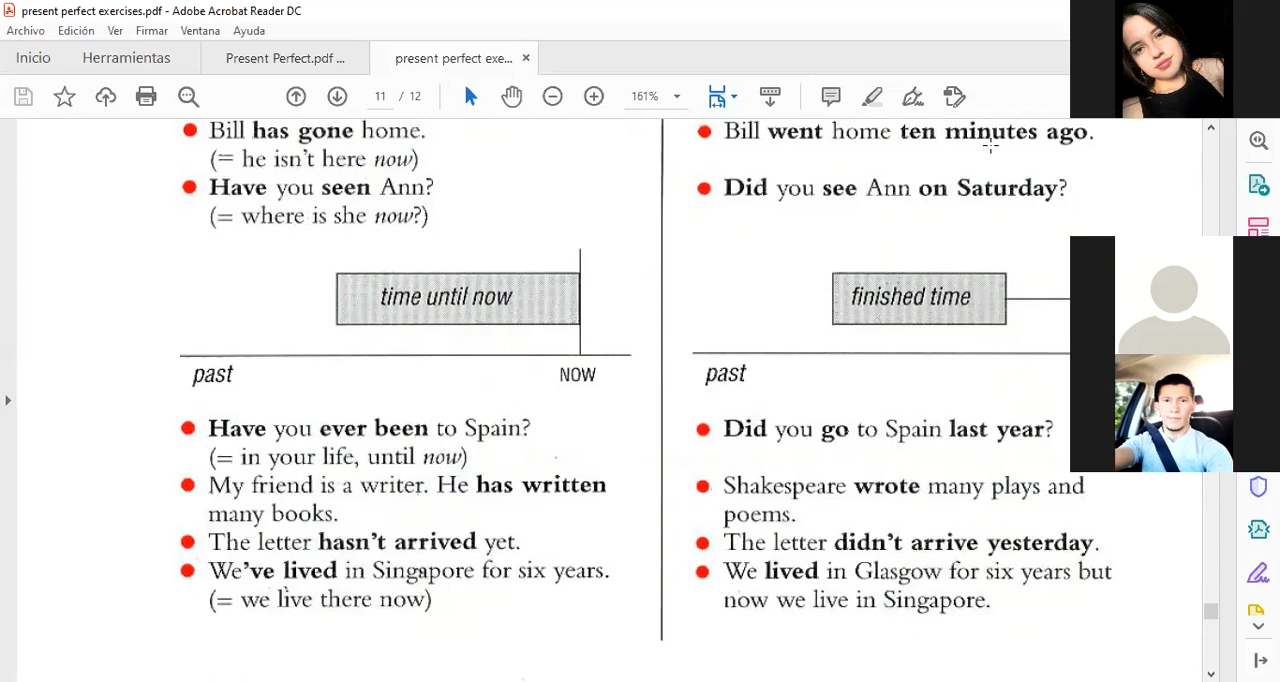 present perfect exercises.pdf - Adobe Acrobat Reader DC
Archivo Edición Ver Firmar Ventana Ayuda
Inicio Herramientas Present Perfect.pdf ... present perfect exe... ×
11 / 12 161%
Bill has gone home.
(= he isn't here now)
Have you seen Ann?
(= where is she now?)
time until now
past NOW
Have you ever been to Spain?
(= in your life, until now)
My friend is a writer. He has written
many books.
The letter hasn't arrived yet.
We've lived in Singapore for six years.
(= we live there now)
Bill went home ten minutes ago.
Did you see Ann on Saturday?
finished time
past
Did you go to Spain last year?
Shakespeare wrote many plays and
poems.
The letter didn't arrive yesterday.
We lived in Glasgow for six years but
now we live in Singapore.